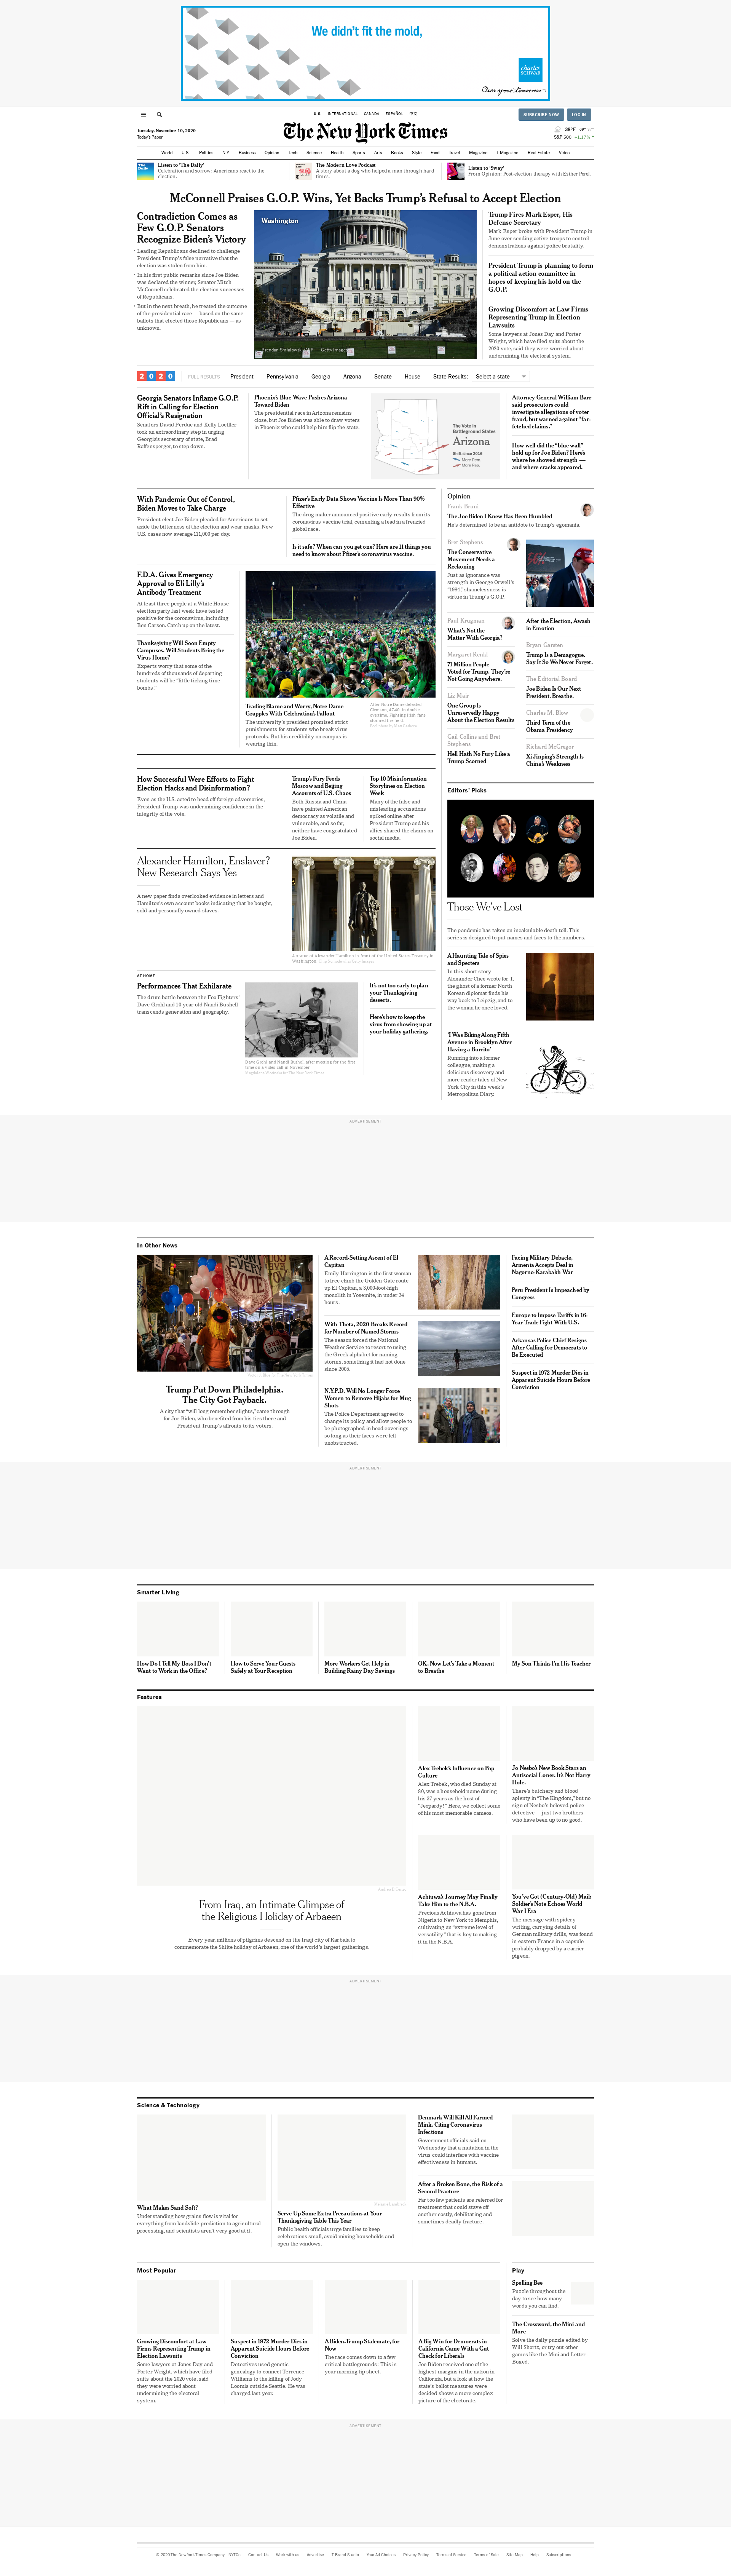 We didn't fit the mold,
charles
SCHWAB
Own your tomorrow
U.S. INTERNATIONAL CANADA ESPAÑOL 中文
SUBSCRIBE NOW LOG IN
Tuesday, November 10, 2020
Today's Paper
The New York Times
S&P 500 +1.17% ↑
World U.S. Politics N.Y. Business Opinion Tech Science Health Sports Arts Books Style Food Travel Magazine T Magazine Real Estate Video
Listen to 'The Daily'
Celebration and sorrow: Americans react to the
election.
The Modern Love Podcast
A story about a dog who helped a man through hard
times.
Listen to 'Sway'
From Opinion: Post-election therapy with Esther Perel.
McConnell Praises G.O.P. Wins, Yet Backs Trump's Refusal to Accept Election
Contradiction Comes as
Few G.O.P. Senators
Recognize Biden's Victory
Leading Republicans declined to challenge
President Trump's false narrative that the
election was stolen from him.
In his first public remarks since Joe Biden
was declared the winner, Senator Mitch
McConnell celebrated the election successes
of Republicans.
But in the next breath, he treated the outcome
of the presidential race — based on the same
ballots that elected those Republicans — as
unknown.
Washington
Trump Fires Mark Esper, His
Defense Secretary
Mark Esper broke with President Trump in
June over sending active troops to control
demonstrations against police brutality.
President Trump is planning to form
a political action committee in
hopes of keeping his hold on the
G.O.P.
Growing Discomfort at Law Firms
Representing Trump in Election
Lawsuits
Some lawyers at Jones Day and Porter
Wright, which have filed suits about the
2020 vote, said they were worried about
undermining the electoral system.
2020 FULL RESULTS President Pennsylvania Georgia Arizona Senate House State Results: Select a state
Georgia Senators Inflame G.O.P.
Rift in Calling for Election
Official's Resignation
Senators David Perdue and Kelly Loeffler
took an extraordinary step in urging
Georgia's secretary of state, Brad
Raffensperger, to step down.
Phoenix's Blue Wave Pushes Arizona
Toward Biden
The presidential race in Arizona remains
close, but Joe Biden was able to draw voters
in Phoenix who could help him flip the state.
The Vote in
Battleground States
Arizona
Shift since 2016
More Dem.
More Rep.
Attorney General William Barr
said prosecutors could
investigate allegations of voter
fraud, but warned against "far-
fetched claims."
How well did the "blue wall"
hold up for Joe Biden? Here's
where he showed strength —
and where cracks appeared.
With Pandemic Out of Control,
Biden Moves to Take Charge
President-elect Joe Biden pleaded for Americans to set
aside the bitterness of the election and wear masks. New
U.S. cases now average 111,000 per day.
Pfizer's Early Data Shows Vaccine Is More Than 90%
Effective
The drug maker announced positive early results from its
coronavirus vaccine trial, cementing a lead in a frenzied
global race.
Is it safe? When can you get one? Here are 11 things you
need to know about Pfizer's coronavirus vaccine.
F.D.A. Gives Emergency
Approval to Eli Lilly's
Antibody Treatment
At least three people at a White House
election party last week have tested
positive for the coronavirus, including
Ben Carson. Catch up on the latest.
Thanksgiving Will Soon Empty
Campuses. Will Students Bring the
Virus Home?
Experts worry that some of the
hundreds of thousands of departing
students will be "little ticking time
bombs."
Trading Blame and Worry, Notre Dame
Grapples With Celebration's Fallout
The university's president promised strict
punishments for students who break virus
protocols. But his credibility on campus is
wearing thin.
After Notre Dame defeated
Clemson, 47-40, in double
overtime, Fighting Irish fans
stormed the field.
Opinion
Frank Bruni
The Joe Biden I Know Has Been Humbled
He's determined to be an antidote to Trump's egomania.
Bret Stephens
The Conservative
Movement Needs a
Reckoning
Just as ignorance was
strength in George Orwell's
"1984," shamelessness is
virtue in Trump's G.O.P.
Paul Krugman
What's Not the
Matter With Georgia?
Margaret Renkl
71 Million People
Voted for Trump. They're
Not Going Anywhere.
Liz Mair
One Group Is
Unreservedly Happy
About the Election Results
Gail Collins and Bret
Stephens
Hell Hath No Fury Like a
Trump Scorned
After the Election, Awash
in Emotion
Bryan Garsten
Trump Is a Demagogue.
Say It So We Never Forget.
The Editorial Board
Joe Biden Is Our Next
President. Breathe.
Charles M. Blow
Third Term of the
Obama Presidency
Richard McGregor
Xi Jinping's Strength Is
China's Weakness
How Successful Were Efforts to Fight
Election Hacks and Disinformation?
Even as the U.S. acted to head off foreign adversaries,
President Trump was undermining confidence in the
integrity of the vote.
Trump's Fury Feeds
Moscow and Beijing
Accounts of U.S. Chaos
Both Russia and China
have painted American
democracy as volatile and
vulnerable, and so far,
neither have congratulated
Joe Biden.
Top 10 Misinformation
Storylines on Election
Week
Many of the false and
misleading accusations
spiked online after
President Trump and his
allies shared the claims on
social media.
Alexander Hamilton, Enslaver?
New Research Says Yes
A new paper finds overlooked evidence in letters and
Hamilton's own account books indicating that he bought,
sold and personally owned slaves.
A statue of Alexander Hamilton in front of the United States Treasury in
Washington.
AT HOME
Performances That Exhilarate
The drum battle between the Foo Fighters'
Dave Grohl and 10-year-old Nandi Bushell
transcends generation and geography.
It's not too early to plan
your Thanksgiving
desserts.
Here's how to keep the
virus from showing up at
your holiday gathering.
Editors' Picks
Those We've Lost
The pandemic has taken an incalculable death toll. This
series is designed to put names and faces to the numbers.
A Haunting Tale of Spies
and Specters
In this short story
Alexander Chee wrote for T,
the ghost of a former North
Korean diplomat finds his
way back to Leipzig, and to
the woman he once loved.
'I Was Biking Along Fifth
Avenue in Brooklyn After
Having a Burrito'
Running into a former
colleague, making a
delicious discovery and
more reader tales of New
York City in this week's
Metropolitan Diary.
ADVERTISEMENT
In Other News
Trump Put Down Philadelphia.
The City Got Payback.
A city that "will long remember slights," came through
for Joe Biden, who benefited from his ties there and
President Trump's affronts to its voters.
A Record-Setting Ascent of El
Capitan
Emily Harrington is the first woman
to free-climb the Golden Gate route
up El Capitan, a 3,000-foot-high
monolith in Yosemite, in under 24
hours.
With Theta, 2020 Breaks Record
for Number of Named Storms
The season forced the National
Weather Service to resort to using
the Greek alphabet for naming
storms, something it had not done
since 2005.
N.Y.P.D. Will No Longer Force
Women to Remove Hijabs for Mug
Shots
The Police Department agreed to
change its policy and allow people to
be photographed in head coverings
so long as their faces were left
unobstructed.
Facing Military Debacle,
Armenia Accepts Deal in
Nagorno-Karabakh War
Peru President Is Impeached by
Congress
Europe to Impose Tariffs in 16-
Year Trade Fight With U.S.
Arkansas Police Chief Resigns
After Calling for Democrats to
Be Executed
Suspect in 1972 Murder Dies in
Apparent Suicide Hours Before
Conviction
ADVERTISEMENT
Smarter Living
How Do I Tell My Boss I Don't
Want to Work in the Office?
How to Serve Your Guests
Safely at Your Reception
More Workers Get Help in
Building Rainy Day Savings
OK, Now Let's Take a Moment
to Breathe
My Son Thinks I'm His Teacher
Features
From Iraq, an Intimate Glimpse of
the Religious Holiday of Arbaeen
Every year, millions of pilgrims descend on the Iraqi city of Karbala to
commemorate the Shiite holiday of Arbaeen, one of the world's largest gatherings.
Alex Trebek's Influence on Pop
Culture
Alex Trebek, who died Sunday at
80, was a household name during
his 37 years as the host of
"Jeopardy!" Here, we collect some
of his most memorable cameos.
Jo Nesbo's New Book Stars an
Antisocial Loner. It's Not Harry
Hole.
There's butchery and blood
aplenty in "The Kingdom," but no
sign of Nesbo's beloved police
detective — just two brothers
who have been up to no good.
Achiuwa's Journey May Finally
Take Him to the N.B.A.
Precious Achiuwa has gone from
Nigeria to New York to Memphis,
cultivating an "extreme level of
versatility" that is key to making
it in the N.B.A.
You've Got (Century-Old) Mail:
Soldier's Note Echoes World
War I Era
The message with spidery
writing, carrying details of
German military drills, was found
in eastern France in a capsule
probably dropped by a carrier
pigeon.
ADVERTISEMENT
Science & Technology
What Makes Sand Soft?
Understanding how grains flow is vital for
everything from landslide prediction to agricultural
processing, and scientists aren't very good at it.
Serve Up Some Extra Precautions at Your
Thanksgiving Table This Year
Public health officials urge families to keep
celebrations small, avoid mixing households and
open the windows.
Denmark Will Kill All Farmed
Mink, Citing Coronavirus
Infections
Government officials said on
Wednesday that a mutation in the
virus could interfere with vaccine
effectiveness in humans.
After a Broken Bone, the Risk of a
Second Fracture
Far too few patients are referred for
treatment that could stave off
another costly, debilitating and
sometimes deadly fracture.
Most Popular
Growing Discomfort at Law
Firms Representing Trump in
Election Lawsuits
Some lawyers at Jones Day and
Porter Wright, which have filed
suits about the 2020 vote, said
they were worried about
undermining the electoral
system.
Suspect in 1972 Murder Dies in
Apparent Suicide Hours Before
Conviction
Detectives used genetic
genealogy to connect Terrence
Williams to the killing of Jody
Loomis outside Seattle. He was
charged last year.
A Biden-Trump Stalemate, for
Now
The race comes down to a few
critical battlegrounds: This is
your morning tip sheet.
A Big Win for Democrats in
California Came With a Gut
Check for Liberals
Joe Biden received one of the
highest margins in the nation in
California, but a look at how the
state's ballot measures were
decided shows a more complex
picture of the electorate.
Play
Spelling Bee
Puzzle throughout the
day to see how many
words you can find.
The Crossword, the Mini and
More
Solve the daily puzzle edited by
Will Shortz, or try out other
games like the Mini and Letter
Boxed.
ADVERTISEMENT
© 2020 The New York Times Company NYTCo Contact Us Work with us Advertise T Brand Studio Your Ad Choices Privacy Policy Terms of Service Terms of Sale Site Map Help Subscriptions